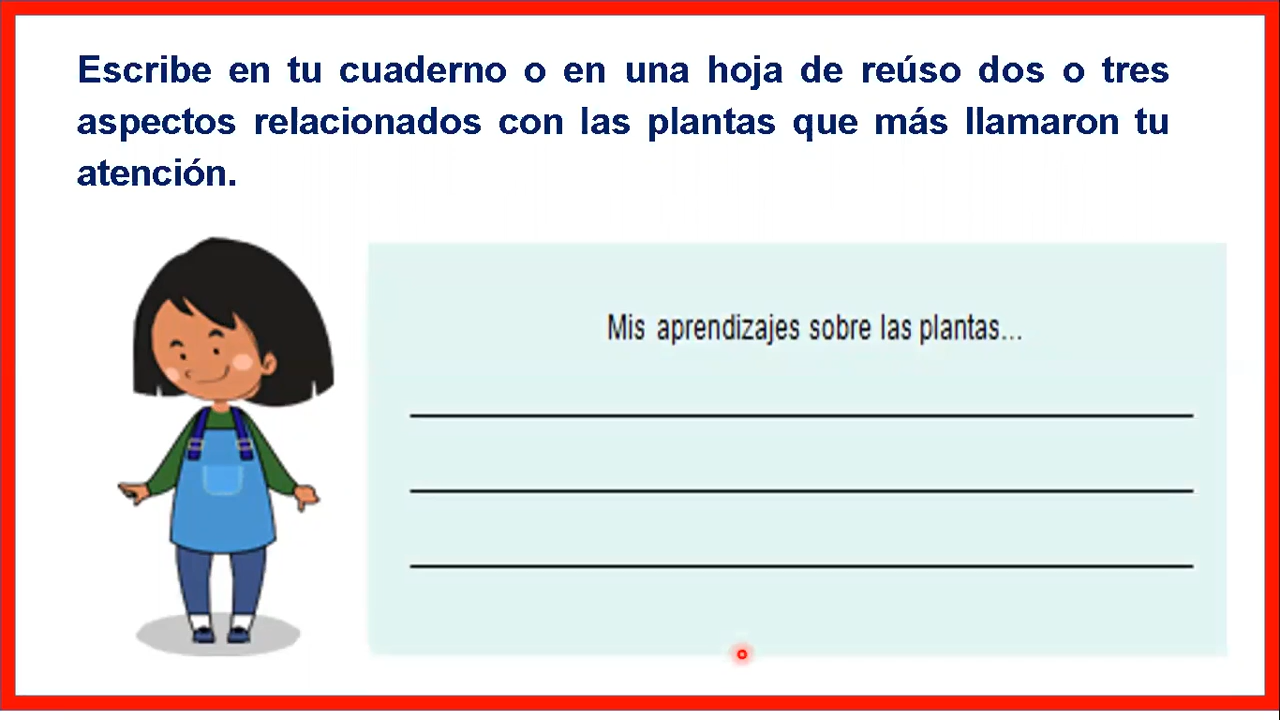 Escribe en tu cuaderno o en una hoja de reúso dos o tres
aspectos relacionados con las plantas que más llamaron tu
atención.
Mis aprendizajes sobre las plantas...